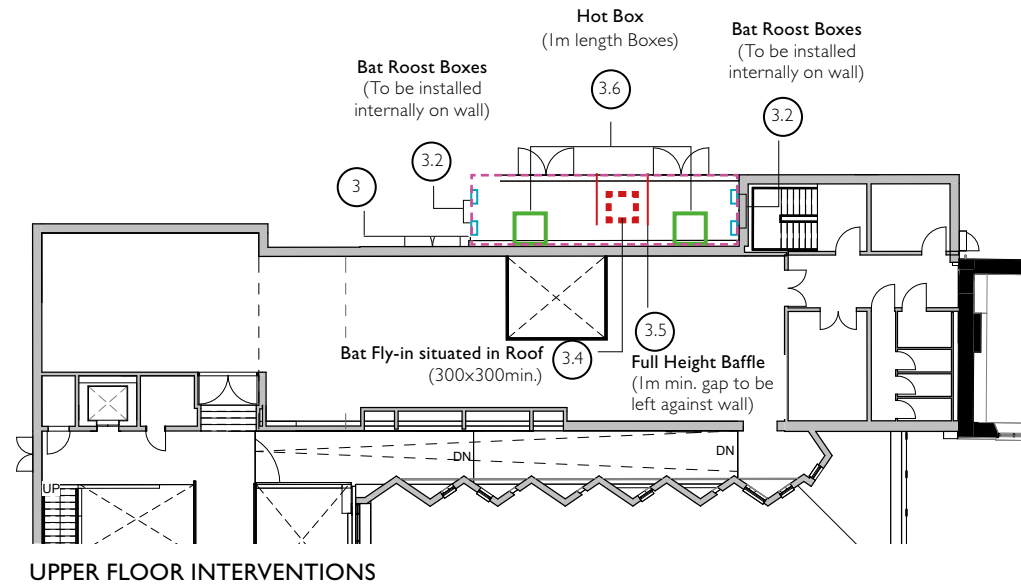 Hot Box
(1m length Boxes)
3.6
Bat Roost Boxes
(To be installed
internally on wall)
3.2
Bat Roost Boxes
(To be installed
internally on wall)
3.2
3
Bat Fly-in situated in Roof
(300x300min.)
3.4
3.5
Full Height Baffle
(1m min. gap to be
left against wall)
DN
DN
UP
UPPER FLOOR INTERVENTIONS